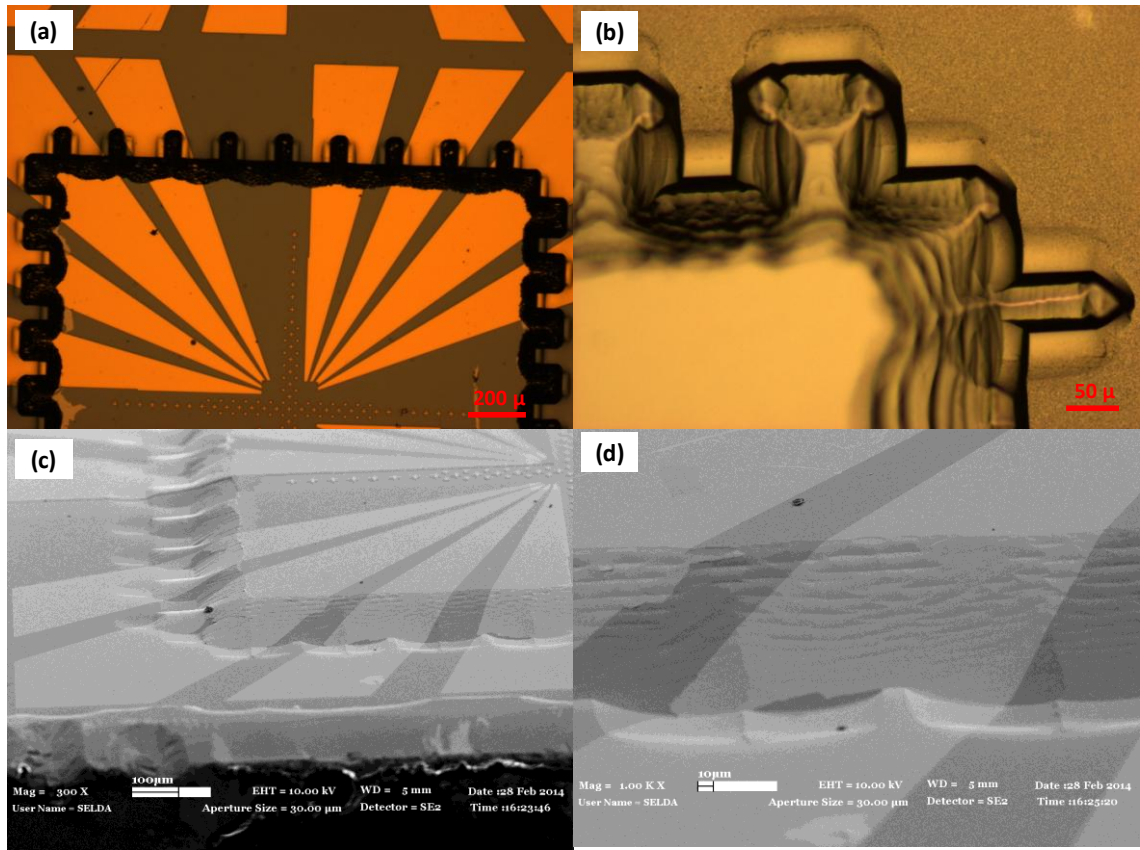 (a)
200 µ
(b)
50 µ
(c)
100µm
Mag = 300 X
EHT = 10.00 kV
WD = 5 mm
Date :28 Feb 2014
User Name = SELDA
Aperture Size = 30.00 µm
Detector = SE2
Time :16:23:46
(d)
10µm
Mag = 1.00 K X
EHT = 10.00 kV
WD = 5 mm
Date :28 Feb 2014
User Name = SELDA
Aperture Size = 30.00 µm
Detector = SE2
Time :16:25:20